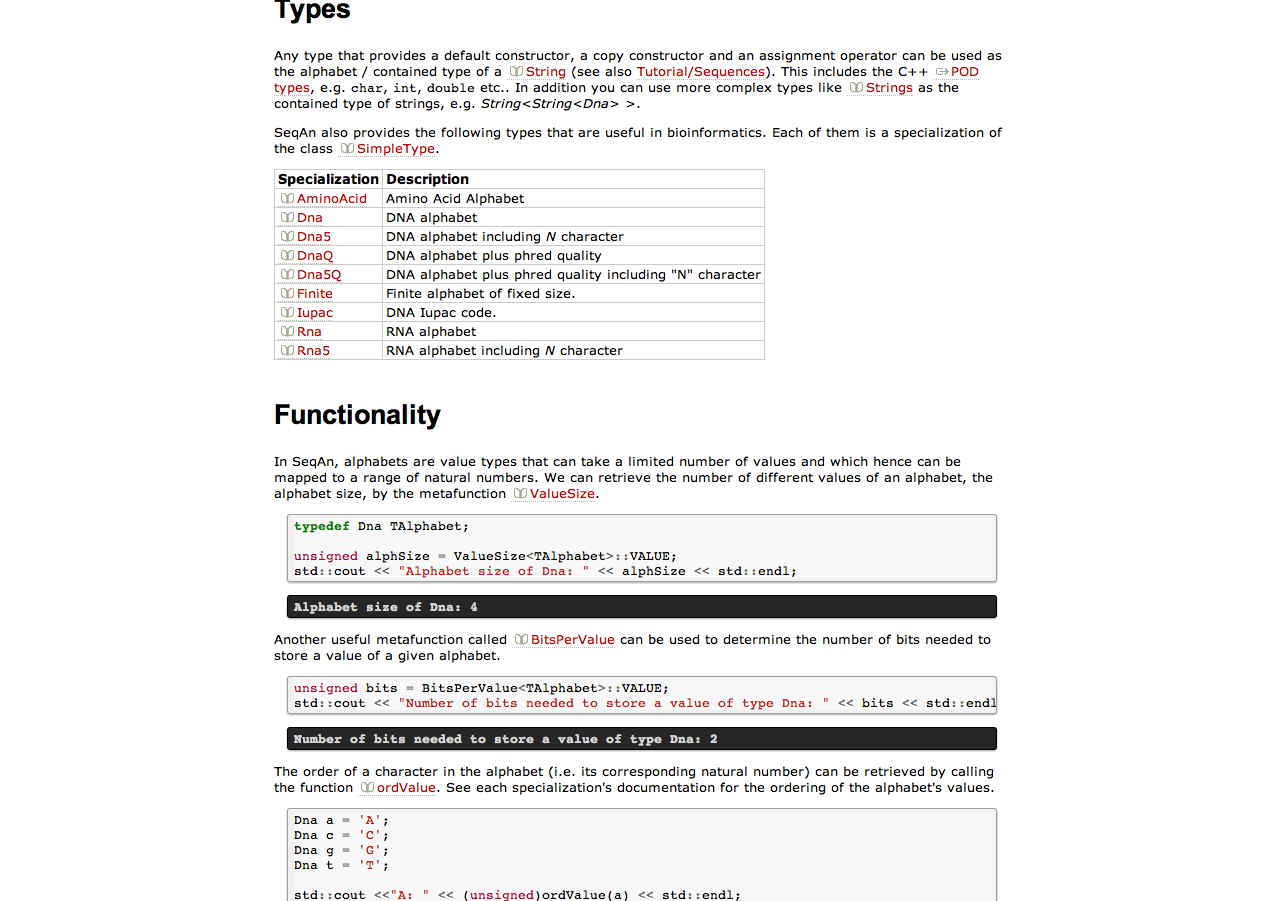 Types
Any type that provides a default constructor, a copy constructor and an assignment operator can be used as
the alphabet / contained type of a String (see also Tutorial/Sequences). This includes the C++ POD
types, e.g. char, int, double etc.. In addition you can use more complex types like Strings as the
contained type of strings, e.g. String<String<Dna> >.
SeqAn also provides the following types that are useful in bioinformatics. Each of them is a specialization of
the class SimpleType.
Specialization Description
AminoAcid Amino Acid Alphabet
Dna DNA alphabet
Dna5 DNA alphabet including N character
DnaQ DNA alphabet plus phred quality
Dna5Q DNA alphabet plus phred quality including "N" character
Finite Finite alphabet of fixed size.
Iupac DNA Iupac code.
Rna RNA alphabet
Rna5 RNA alphabet including N character
Functionality
In SeqAn, alphabets are value types that can take a limited number of values and which hence can be
mapped to a range of natural numbers. We can retrieve the number of different values of an alphabet, the
alphabet size, by the metafunction ValueSize.
typedef Dna TAlphabet;
unsigned alphSize = ValueSize<TAlphabet>::VALUE;
std::cout << "Alphabet size of Dna: " << alphSize << std::endl;
Alphabet size of Dna: 4
Another useful metafunction called BitsPerValue can be used to determine the number of bits needed to
store a value of a given alphabet.
unsigned bits = BitsPerValue<TAlphabet>::VALUE;
std::cout << "Number of bits needed to store a value of type Dna: " << bits << std::endl
Number of bits needed to store a value of type Dna: 2
The order of a character in the alphabet (i.e. its corresponding natural number) can be retrieved by calling
the function ordValue. See each specialization's documentation for the ordering of the alphabet's values.
Dna a = 'A';
Dna c = 'C';
Dna g = 'G';
Dna t = 'T';
std::cout <<"A: " << (unsigned)ordValue(a) << std::endl;